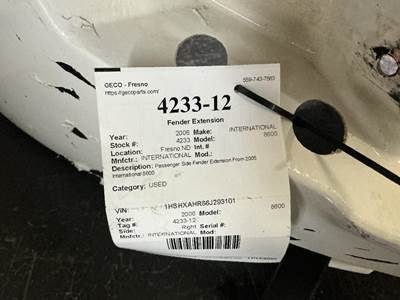 GECO - Fresno 559-743-7563
https://gecoparts.com/
4233-12
Fender Extension
Year: 2006 Make: INTERNATIONAL
Stock #: 4233 Model: 8600
Location: Fresno ND Int. #
Mnfctr.: INTERNATIONAL Mod.:
Description: Passenger Side Fender Extension From 2006
International 8600
Category: USED
VIN: 1HSHXAHR86J293101
Year: 2006 Model: 8600
Tag #: 4233-12
Side: Right Serial #:
Mnfctr.: INTERNATIONAL Mod: